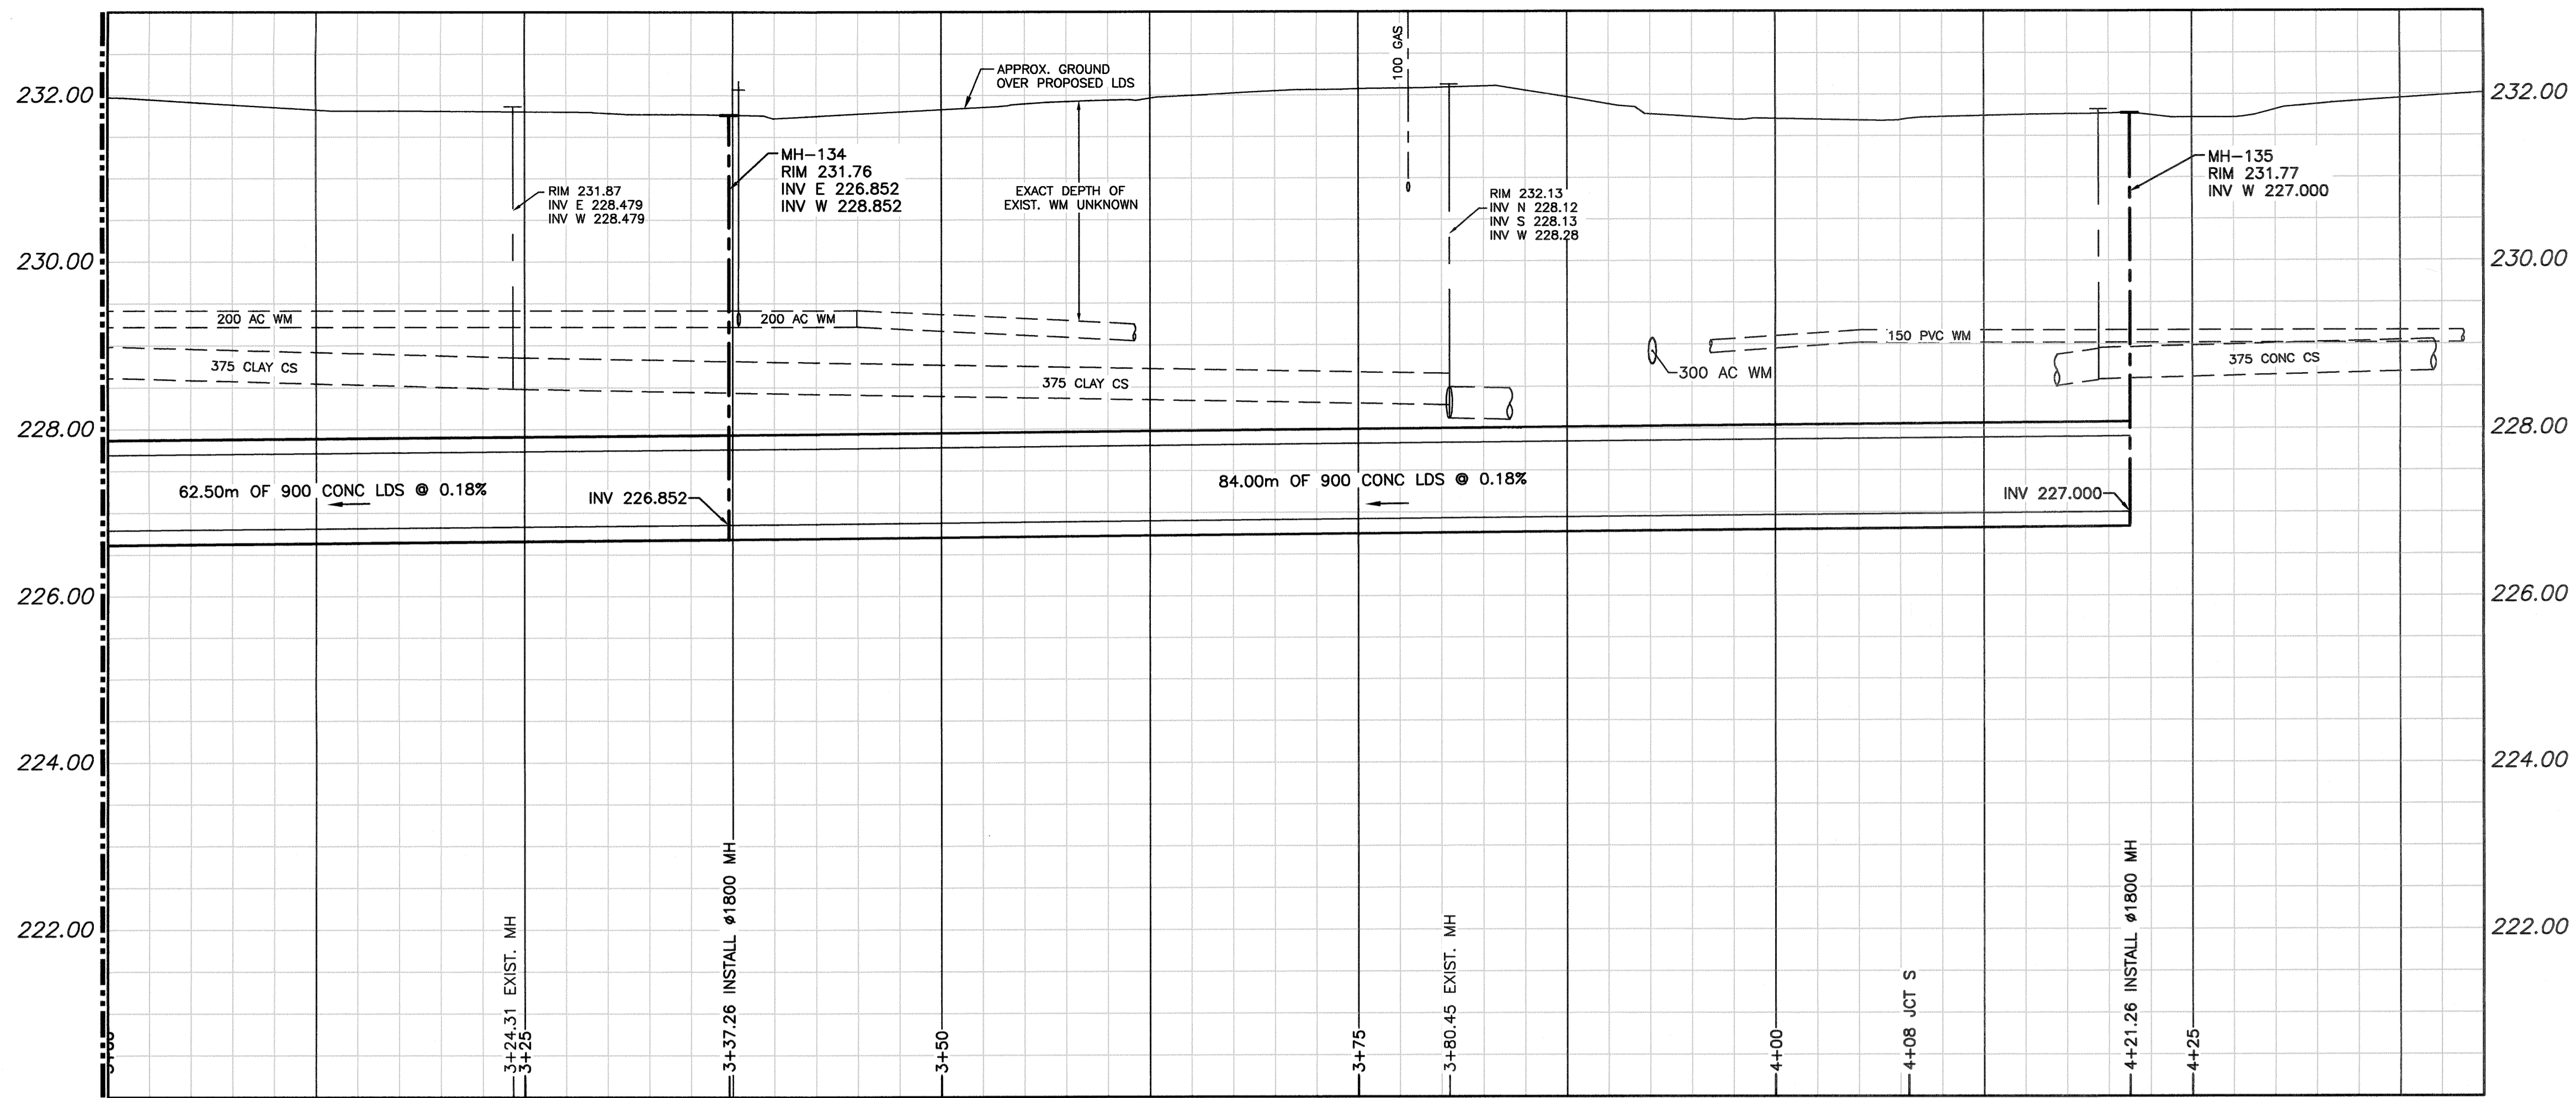 100 GAS
APPROX. GROUND
OVER PROPOSED LDS
232.00
232.00
MH-134
RIM 231.76
INV E 226.852
INV W 228.852
RIM 231.87
INV E 228.479
INV W 228.479
EXACT DEPTH OF
EXIST. WM UNKNOWN
RIM 232.13
INV N 228.12
INV S 228.13
INV W 228.28
MH-135
RIM 231.77
INV W 227.000
230.00
230.00
200 AC WM
200 AC WM
150 PVC WM
375 CLAY CS
375 CLAY CS
300 AC WM
375 CONC CS
228.00
228.00
62.50m OF 900 CONC LDS @ 0.18%
INV 226.852
84.00m OF 900 CONC LDS @ 0.18%
INV 227.000
226.00
226.00
224.00
224.00
222.00
222.00
3+24.31 EXIST. MH
3+25
3+37.26 INSTALL ø1800 MH
3+50
3+75
3+80.45 EXIST. MH
4+00
4+08 JCT S
4+21.26 INSTALL ø1800 MH
4+25